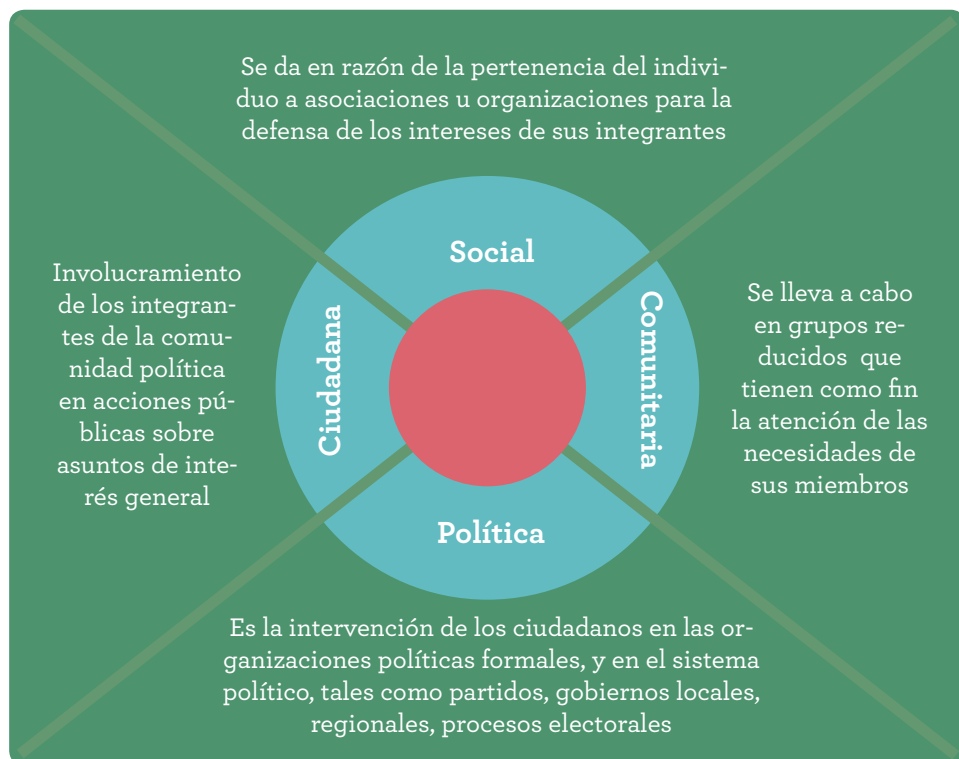 Se da en razón de la pertenencia del indivi-
duo a asociaciones u organizaciones para la
defensa de los intereses de sus integrantes
Social
Involucramiento
de los integran-
tes de la comu-
nidad política
en acciones pú-
blicas sobre
asuntos de inte-
rés general
Ciudadana
Comunitaria
Se lleva a cabo
en grupos re-
ducidos que
tienen como fin
la atención de las
necesidades de
sus miembros
Política
Es la intervención de los ciudadanos en las or-
ganizaciones políticas formales, y en el sistema
político, tales como partidos, gobiernos locales,
regionales, procesos electorales